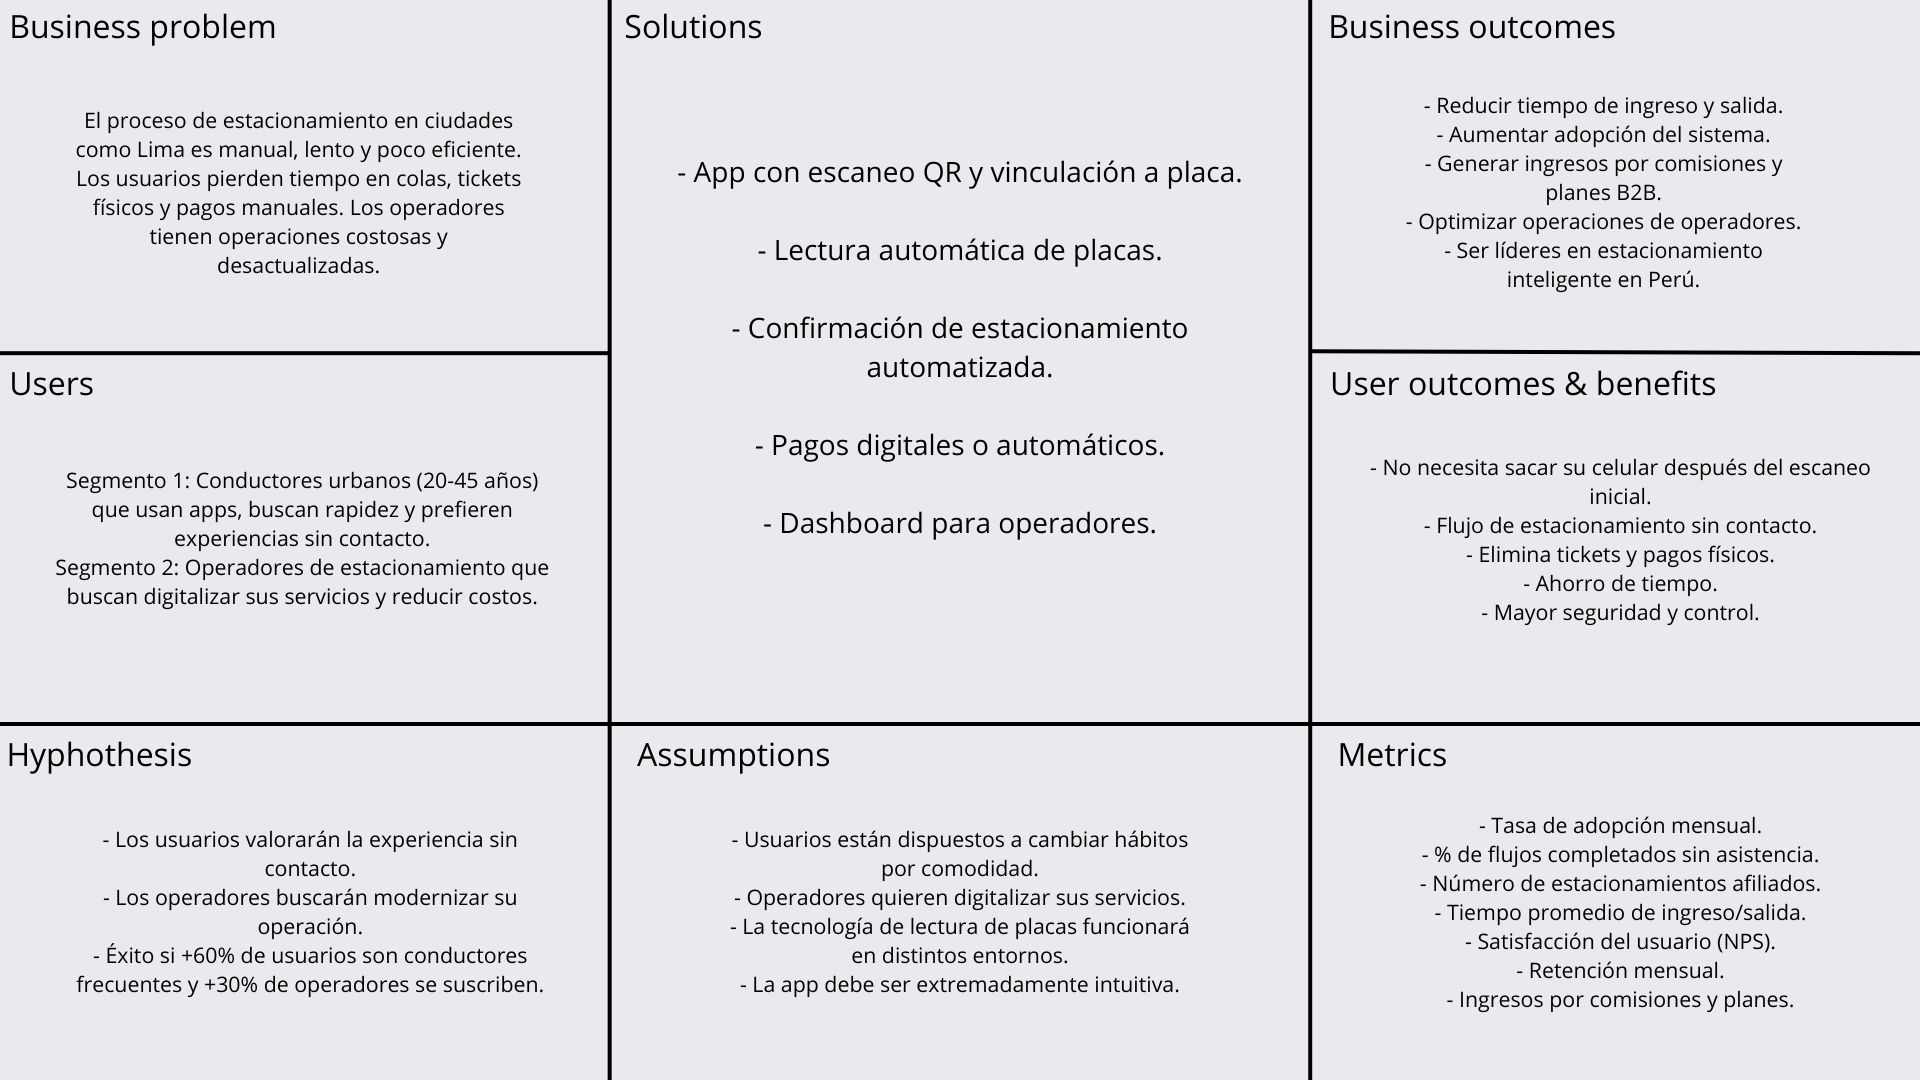 Business problem
El proceso de estacionamiento en ciudades
como Lima es manual, lento y poco eficiente.
Los usuarios pierden tiempo en colas, tickets
físicos y pagos manuales. Los operadores
tienen operaciones costosas y
desactualizadas.
Users
Segmento 1: Conductores urbanos (20-45 años)
que usan apps, buscan rapidez y prefieren
experiencias sin contacto.
Segmento 2: Operadores de estacionamiento que
buscan digitalizar sus servicios y reducir costos.
Solutions
- App con escaneo QR y vinculación a placa.
- Lectura automática de placas.
- Confirmación de estacionamiento
automatizada.
- Pagos digitales o automáticos.
- Dashboard para operadores.
Business outcomes
- Reducir tiempo de ingreso y salida.
- Aumentar adopción del sistema.
- Generar ingresos por comisiones y
planes B2B.
- Optimizar operaciones de operadores.
- Ser líderes en estacionamiento
inteligente en Perú.
User outcomes & benefits
- No necesita sacar su celular después del escaneo
inicial.
- Flujo de estacionamiento sin contacto.
- Elimina tickets y pagos físicos.
- Ahorro de tiempo.
- Mayor seguridad y control.
Hyphothesis
- Los usuarios valorarán la experiencia sin
contacto.
- Los operadores buscarán modernizar su
operación.
- Éxito si +60% de usuarios son conductores
frecuentes y +30% de operadores se suscriben.
Assumptions
- Usuarios están dispuestos a cambiar hábitos
por comodidad.
- Operadores quieren digitalizar sus servicios.
- La tecnología de lectura de placas funcionará
en distintos entornos.
- La app debe ser extremadamente intuitiva.
Metrics
- Tasa de adopción mensual.
- % de flujos completados sin asistencia.
- Número de estacionamientos afiliados.
- Tiempo promedio de ingreso/salida.
- Satisfacción del usuario (NPS).
- Retención mensual.
- Ingresos por comisiones y planes.